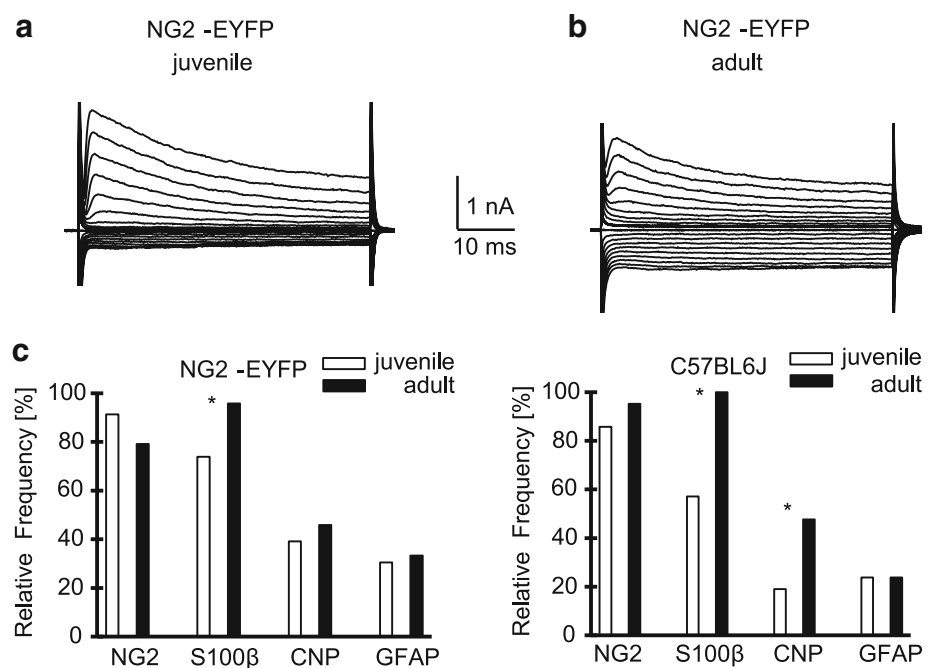 a
NG2 -EYFP
juvenile
b
NG2 -EYFP
adult
1 nA
10 ms
c
NG2 -EYFP
juvenile
adult
*
Relative Frequency [%]
100
80
60
40
20
0
NG2 S100β CNP GFAP
C57BL6J
juvenile
adult
*
*
Relative Frequency [%]
100
80
60
40
20
0
NG2 S100β CNP GFAP